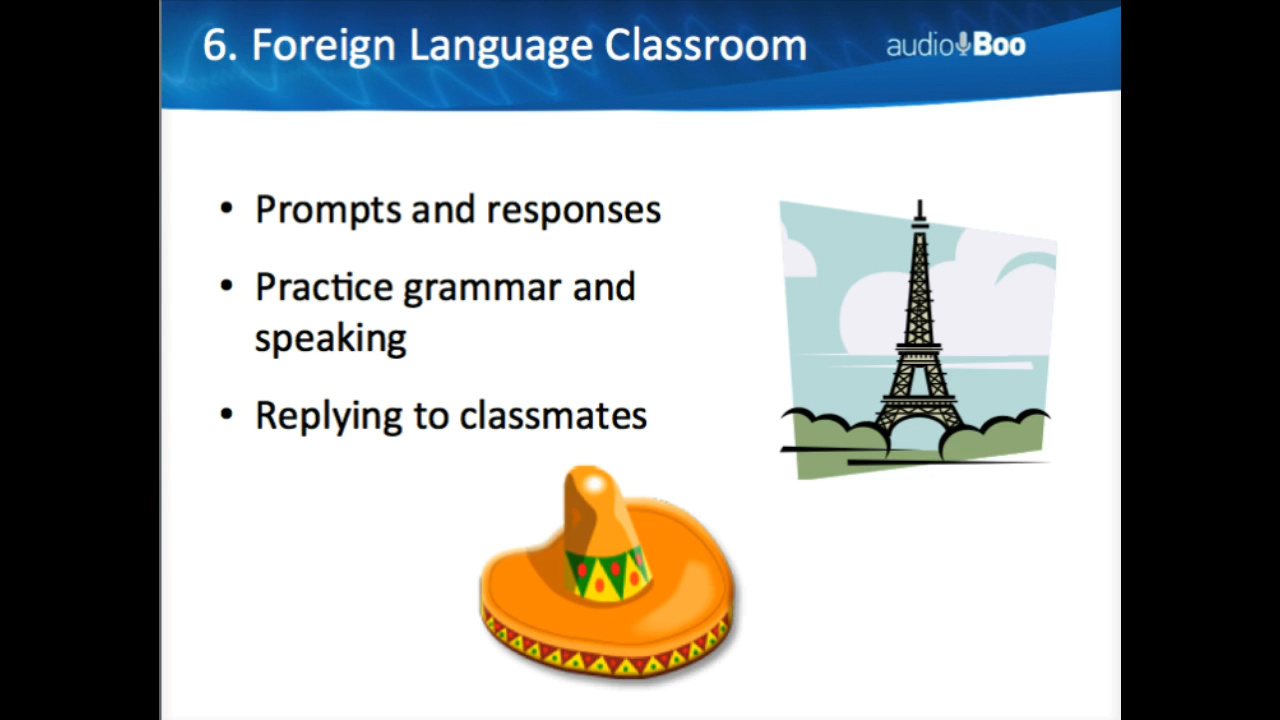 6. Foreign Language Classroom
audioBoo
• Prompts and responses
• Practice grammar and
speaking
• Replying to classmates